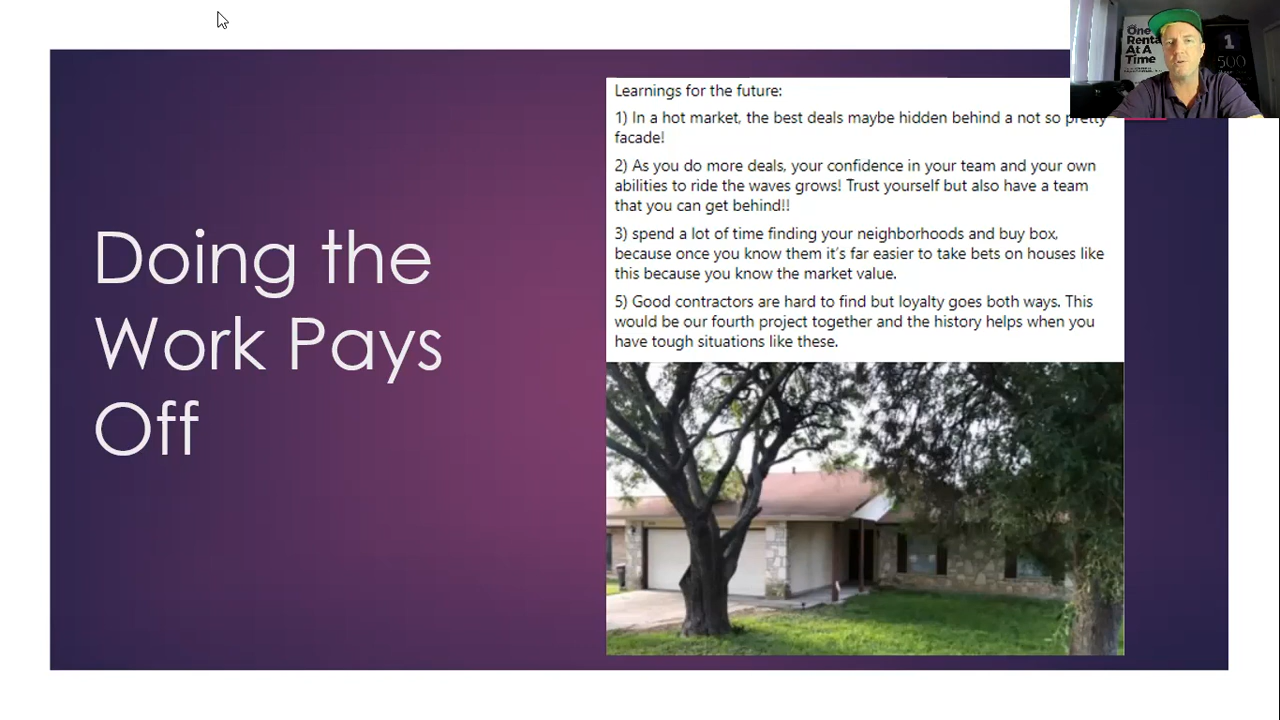 One
Rental
At A
Time
1
500
Learnings for the future:
1) In a hot market, the best deals maybe hidden behind a not so pretty
facade!
2) As you do more deals, your confidence in your team and your own
abilities to ride the waves grows! Trust yourself but also have a team
that you can get behind!!
3) spend a lot of time finding your neighborhoods and buy box,
because once you know them it's far easier to take bets on houses like
this because you know the market value.
5) Good contractors are hard to find but loyalty goes both ways. This
would be our fourth project together and the history helps when you
have tough situations like these.
Doing the
Work Pays
Off